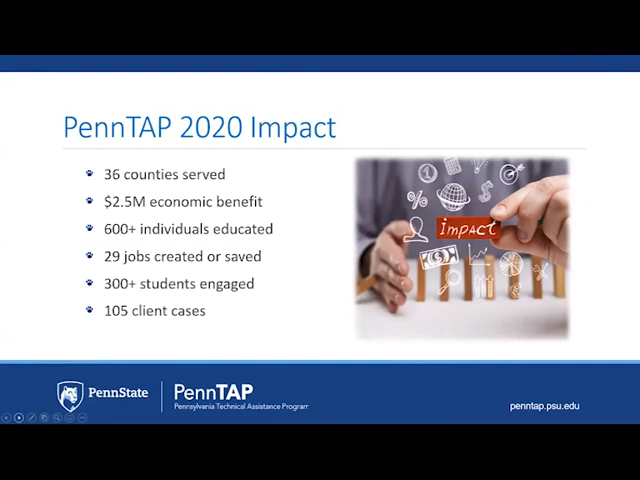 PennTAP 2020 Impact
36 counties served
$2.5M economic benefit
600+ individuals educated
29 jobs created or saved
300+ students engaged
105 client cases
impact
PennState
PennTAP
Pennsylvania Technical Assistance Program
penntap.psu.edu